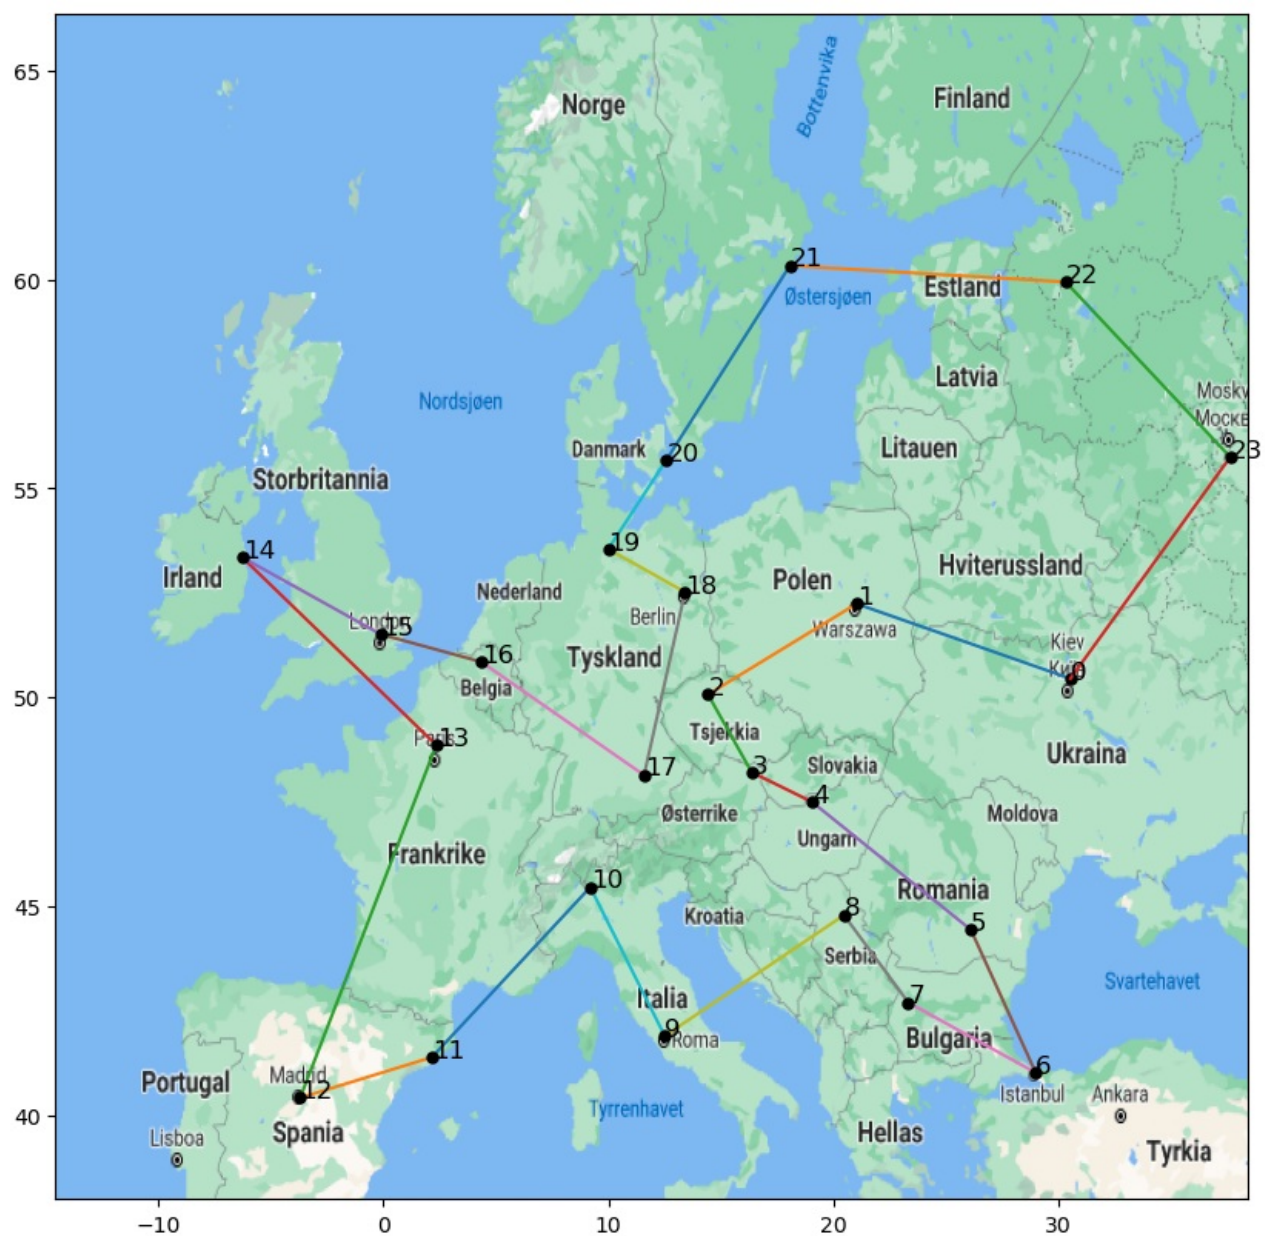 65
Norge
Bottenvika
Finland
60
21
22
Østersjøen
Estland
Nordsjøen
Latvia
Moskv
Моске
Danmark
20
Litauen
23
55
Storbritannia
14
19
Irland
Nederland
18
Polen
1
Hviterussland
London
15
Berlin
Warszawa
16
Tyskland
Kiev
0
50
Belgia
2
13
Tsjekkia
Ukraina
17
3
Slovakia
4
Østerrike
Moldova
Ungarn
Frankrike
10
Romania
45
8
Kroatia
5
Serbia
Svartehavet
7
Italia
9
Roma
Bulgaria
11
6
Portugal
Madrid
12
Istanbul
Ankara
40
Tyrrenhavet
Spania
Hellas
Lisboa
Tyrkia
−10
0
10
20
30